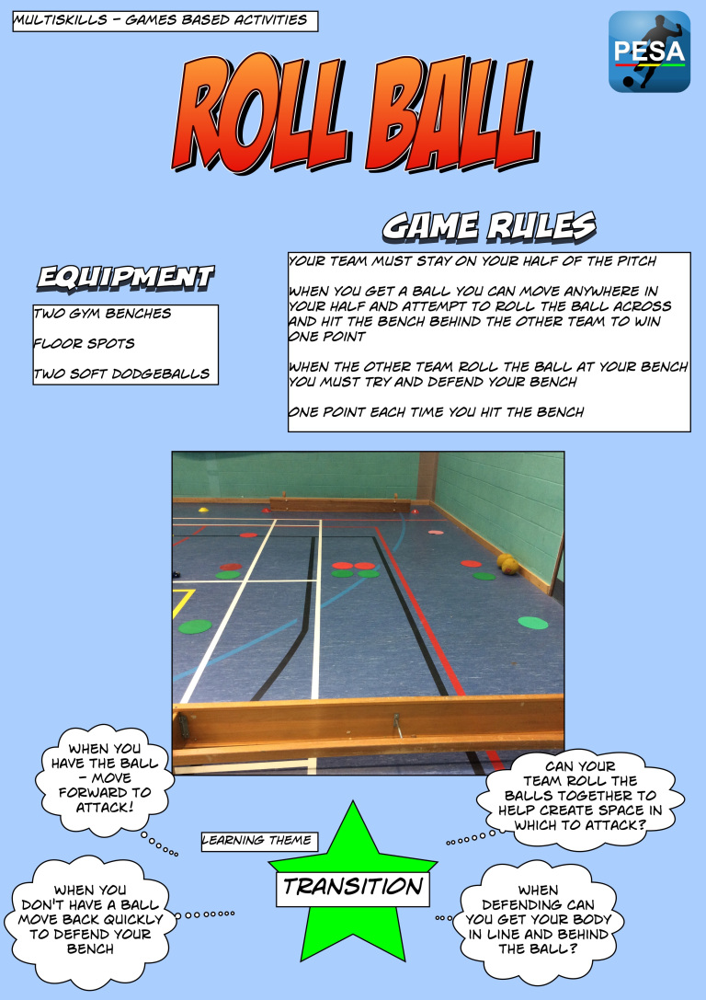 MULTISKILLS - GAMES BASED ACTIVITIES
PESA
ROLL BALL
GAME RULES
YOUR TEAM MUST STAY ON YOUR HALF OF THE PITCH
WHEN YOU GET A BALL YOU CAN MOVE ANYWHERE IN
YOUR HALF AND ATTEMPT TO ROLL THE BALL ACROSS
AND HIT THE BENCH BEHIND THE OTHER TEAM TO WIN
ONE POINT
WHEN THE OTHER TEAM ROLL THE BALL AT YOUR BENCH
YOU MUST TRY AND DEFEND YOUR BENCH
ONE POINT EACH TIME YOU HIT THE BENCH
EQUIPMENT
TWO GYM BENCHES
FLOOR SPOTS
TWO SOFT DODGEBALLS
WHEN YOU
HAVE THE BALL
- MOVE
FORWARD TO
ATTACK!
CAN YOUR
TEAM ROLL THE
BALLS TOGETHER TO
HELP CREATE SPACE IN
WHICH TO ATTACK?
LEARNING THEME
TRANSITION
WHEN YOU
DON'T HAVE A BALL
MOVE BACK QUICKLY
TO DEFEND YOUR
BENCH
WHEN
DEFENDING CAN
YOU GET YOUR BODY
IN LINE AND BEHIND
THE BALL?